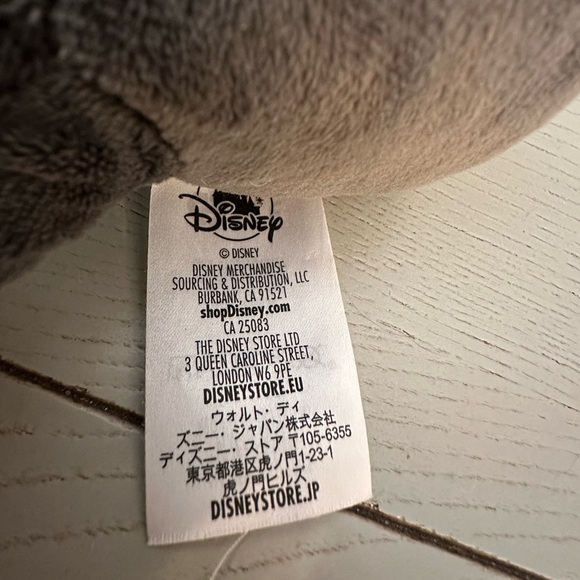 Disney
© DISNEY
DISNEY MERCHANDISE
SOURCING & DISTRIBUTION, LLC
BURBANK, CA 91521
shopDisney.com
CA 25083
THE DISNEY STORE LTD
3 QUEEN CAROLINE STREET,
LONDON W6 9PE
DISNEYSTORE.EU
ウォルト・ディ
ズニー・ジャパン株式会社
ディズニー・ストア 〒105-6355
東京都港区虎ノ門1-23-1
虎ノ門ヒルズ
DISNEYSTORE.JP